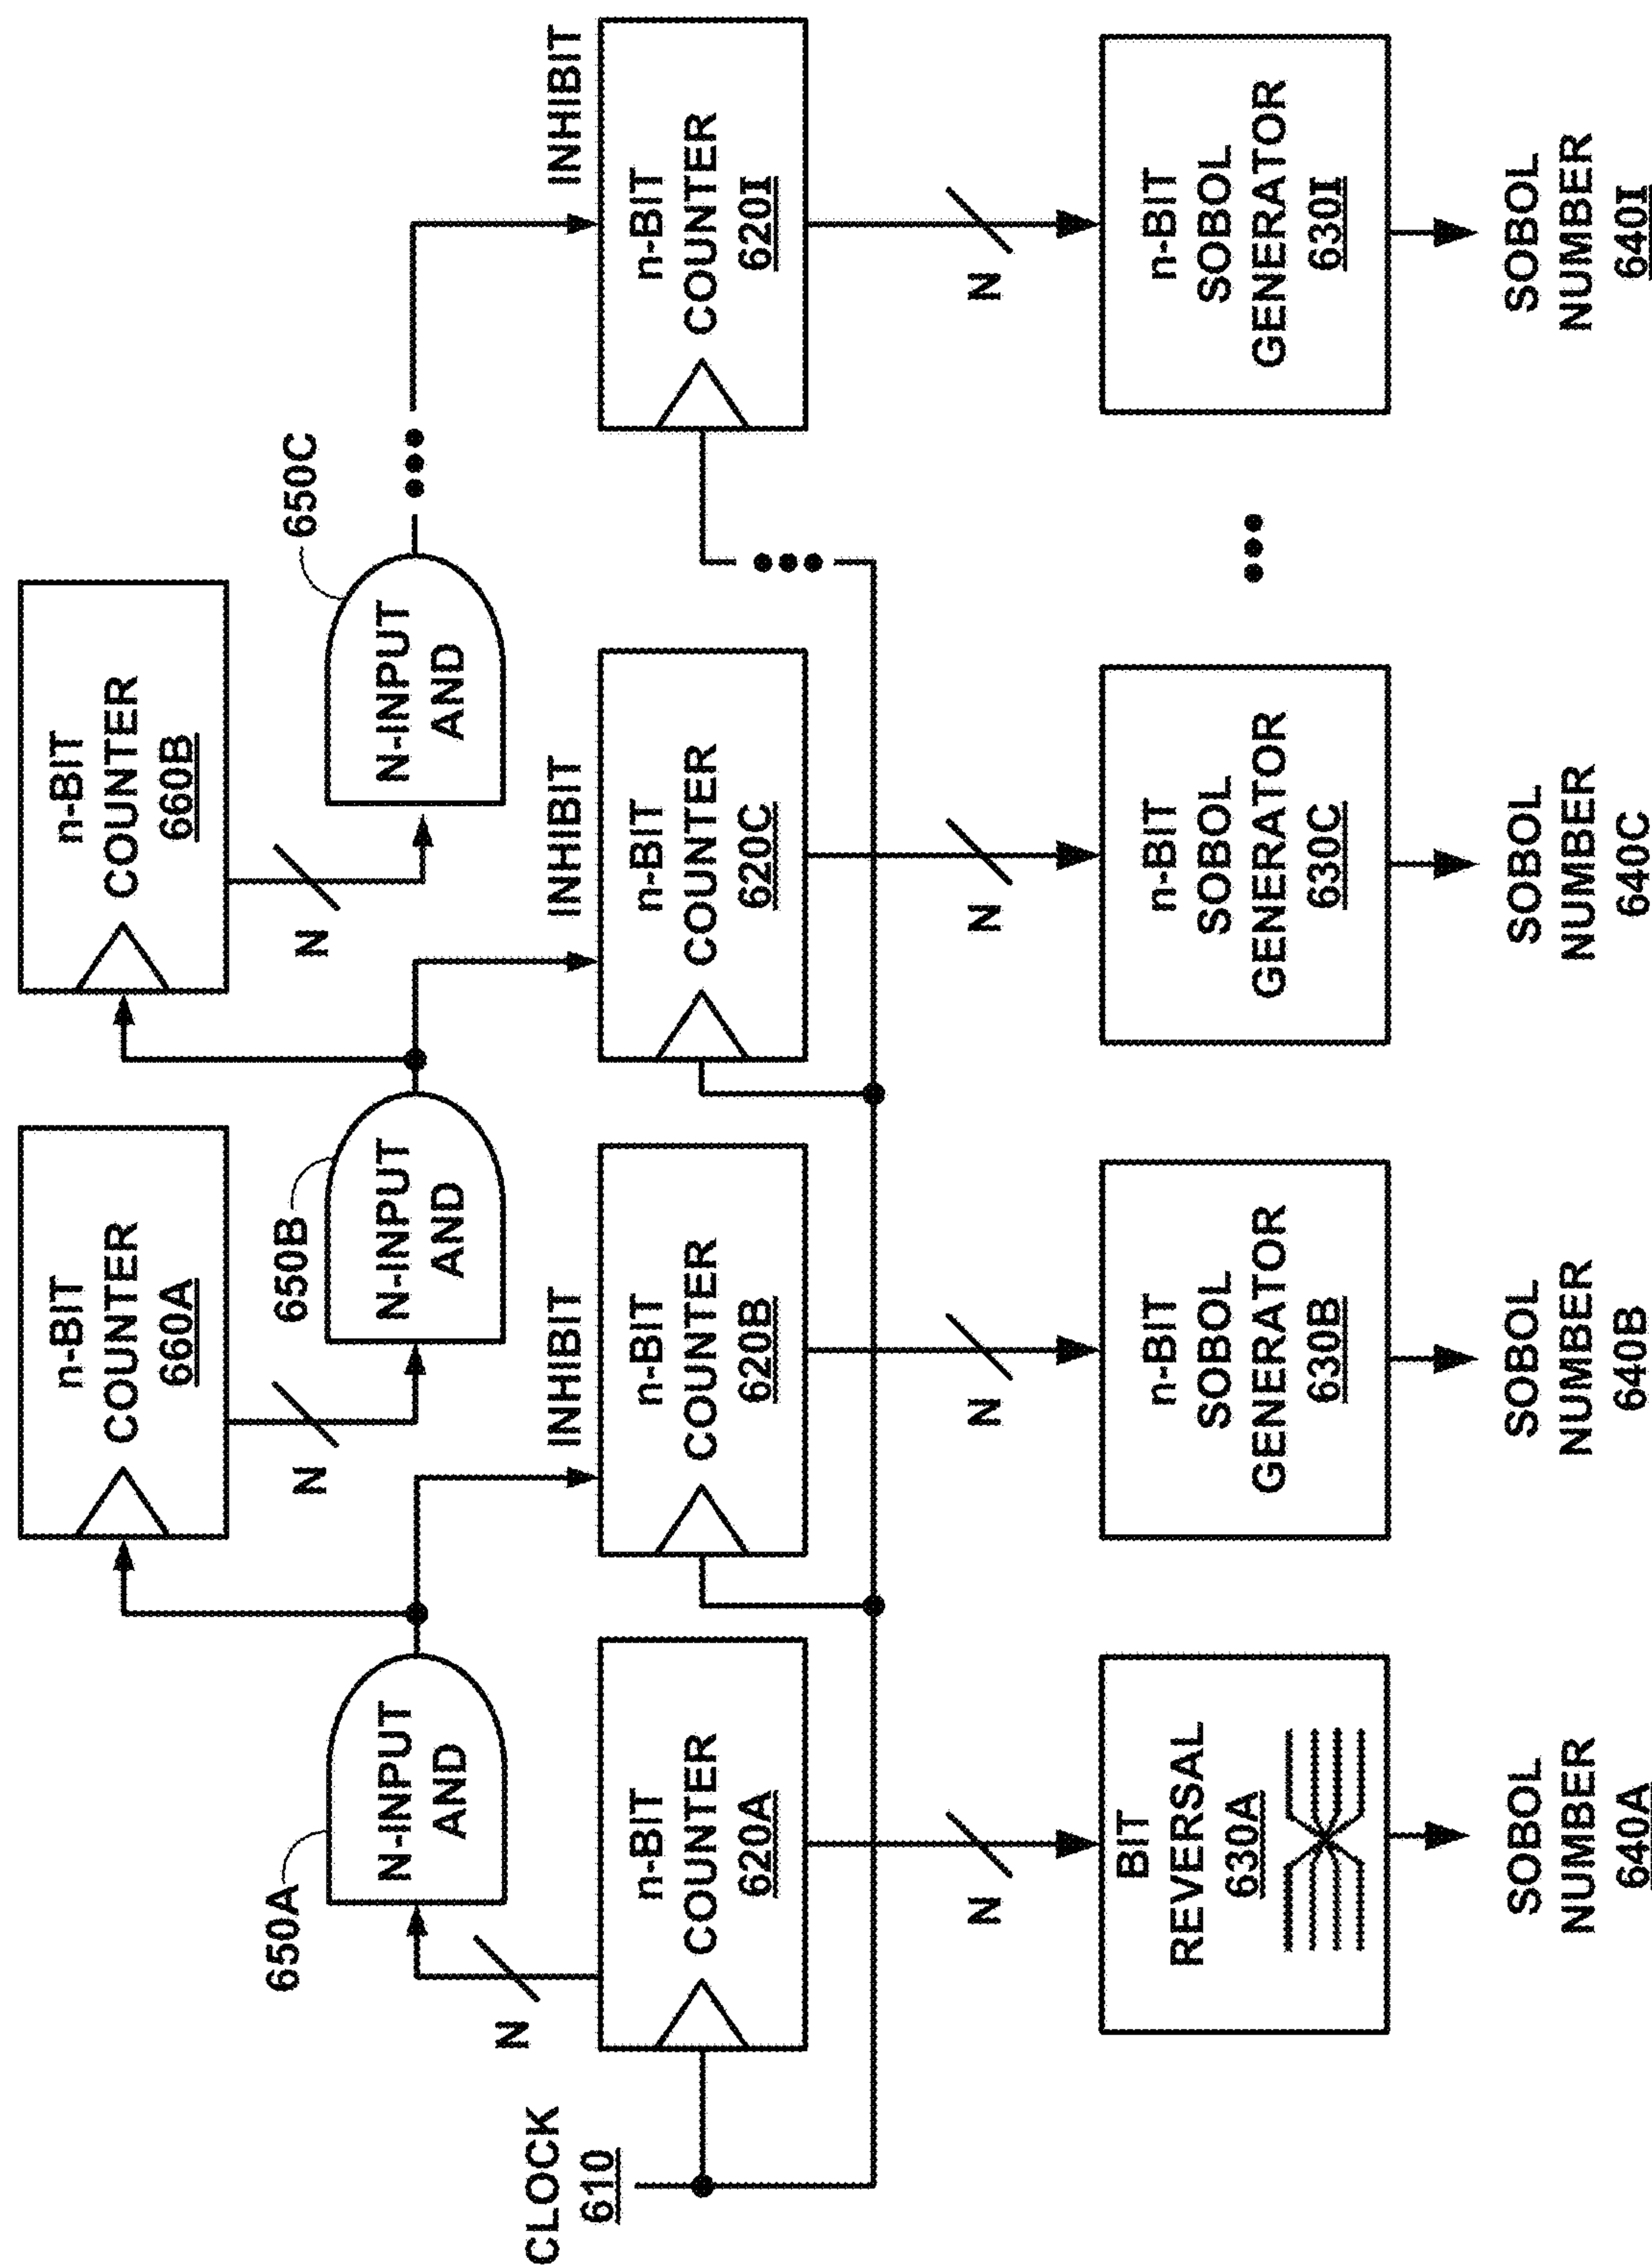 n-BIT
COUNTER
660A
n-BIT
COUNTER
660B
650A
N-INPUT
AND
N
650B
N-INPUT
AND
N
650C
N-INPUT
AND
N
INHIBIT
INHIBIT
INHIBIT
CLOCK
610
n-BIT
COUNTER
620A
n-BIT
COUNTER
620B
n-BIT
COUNTER
620C
n-BIT
COUNTER
620I
N
N
N
N
BIT
REVERSAL
630A
n-BIT
SOBOL
GENERATOR
630B
n-BIT
SOBOL
GENERATOR
630C
n-BIT
SOBOL
GENERATOR
630I
SOBOL
NUMBER
640A
SOBOL
NUMBER
640B
SOBOL
NUMBER
640C
SOBOL
NUMBER
640I